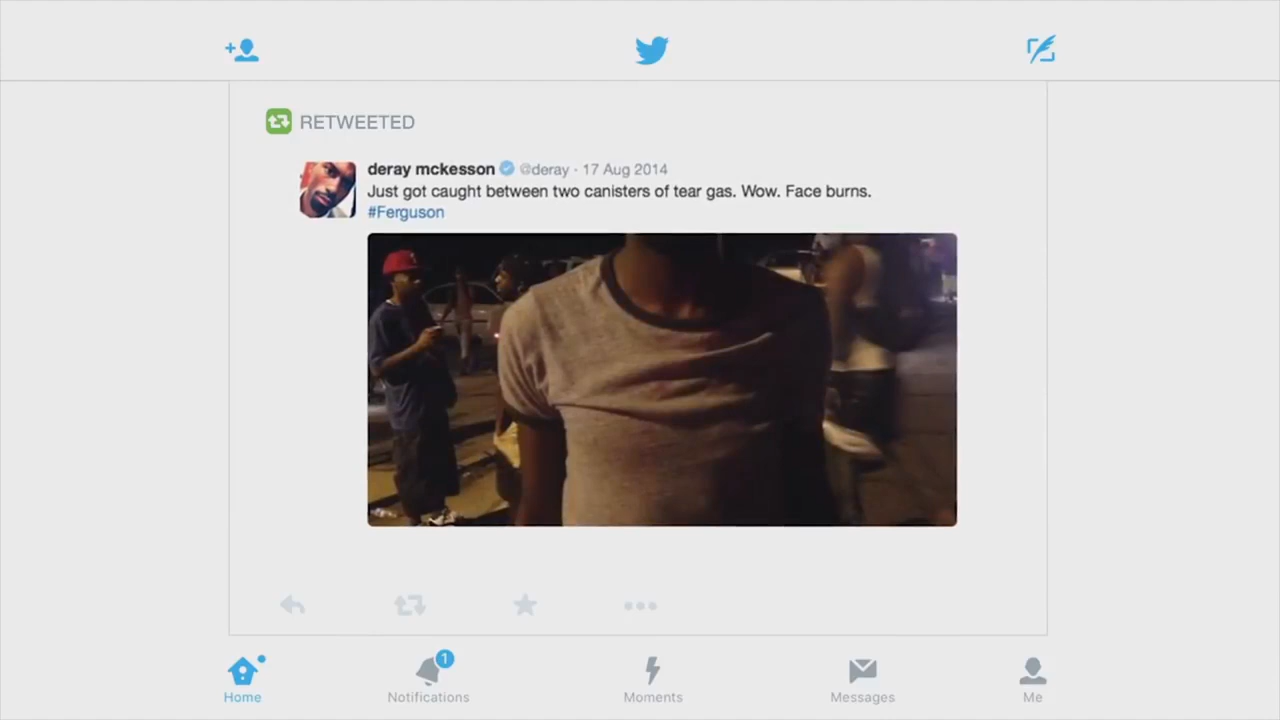 RETWEETED
deray mckesson @deray · 17 Aug 2014
Just got caught between two canisters of tear gas. Wow. Face burns.
#Ferguson
1
Home
Notifications
Moments
Messages
Me